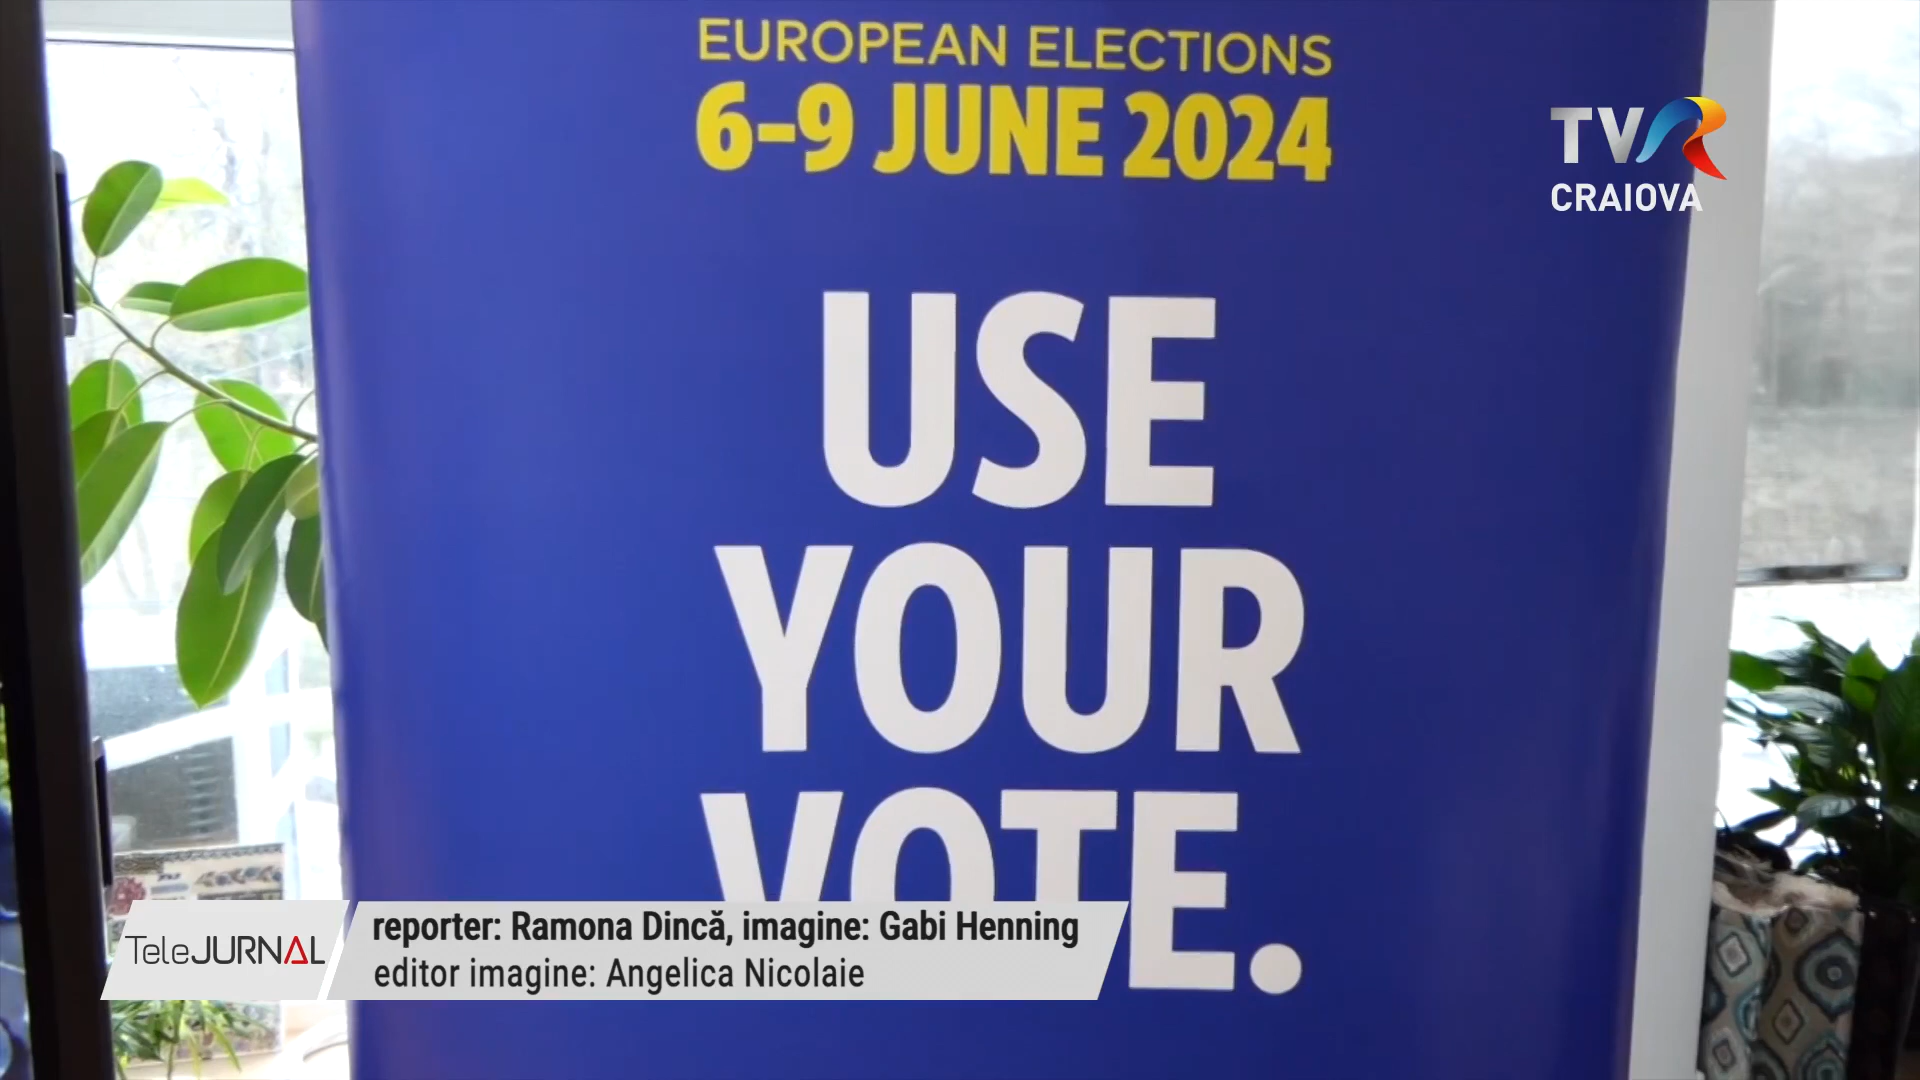 EUROPEAN ELECTIONS
6-9 JUNE 2024
TVR
CRAIOVA
USE
YOUR
VOTE.
TeleJURNAL
reporter: Ramona Dincă, imagine: Gabi Henning
editor imagine: Angelica Nicolaie